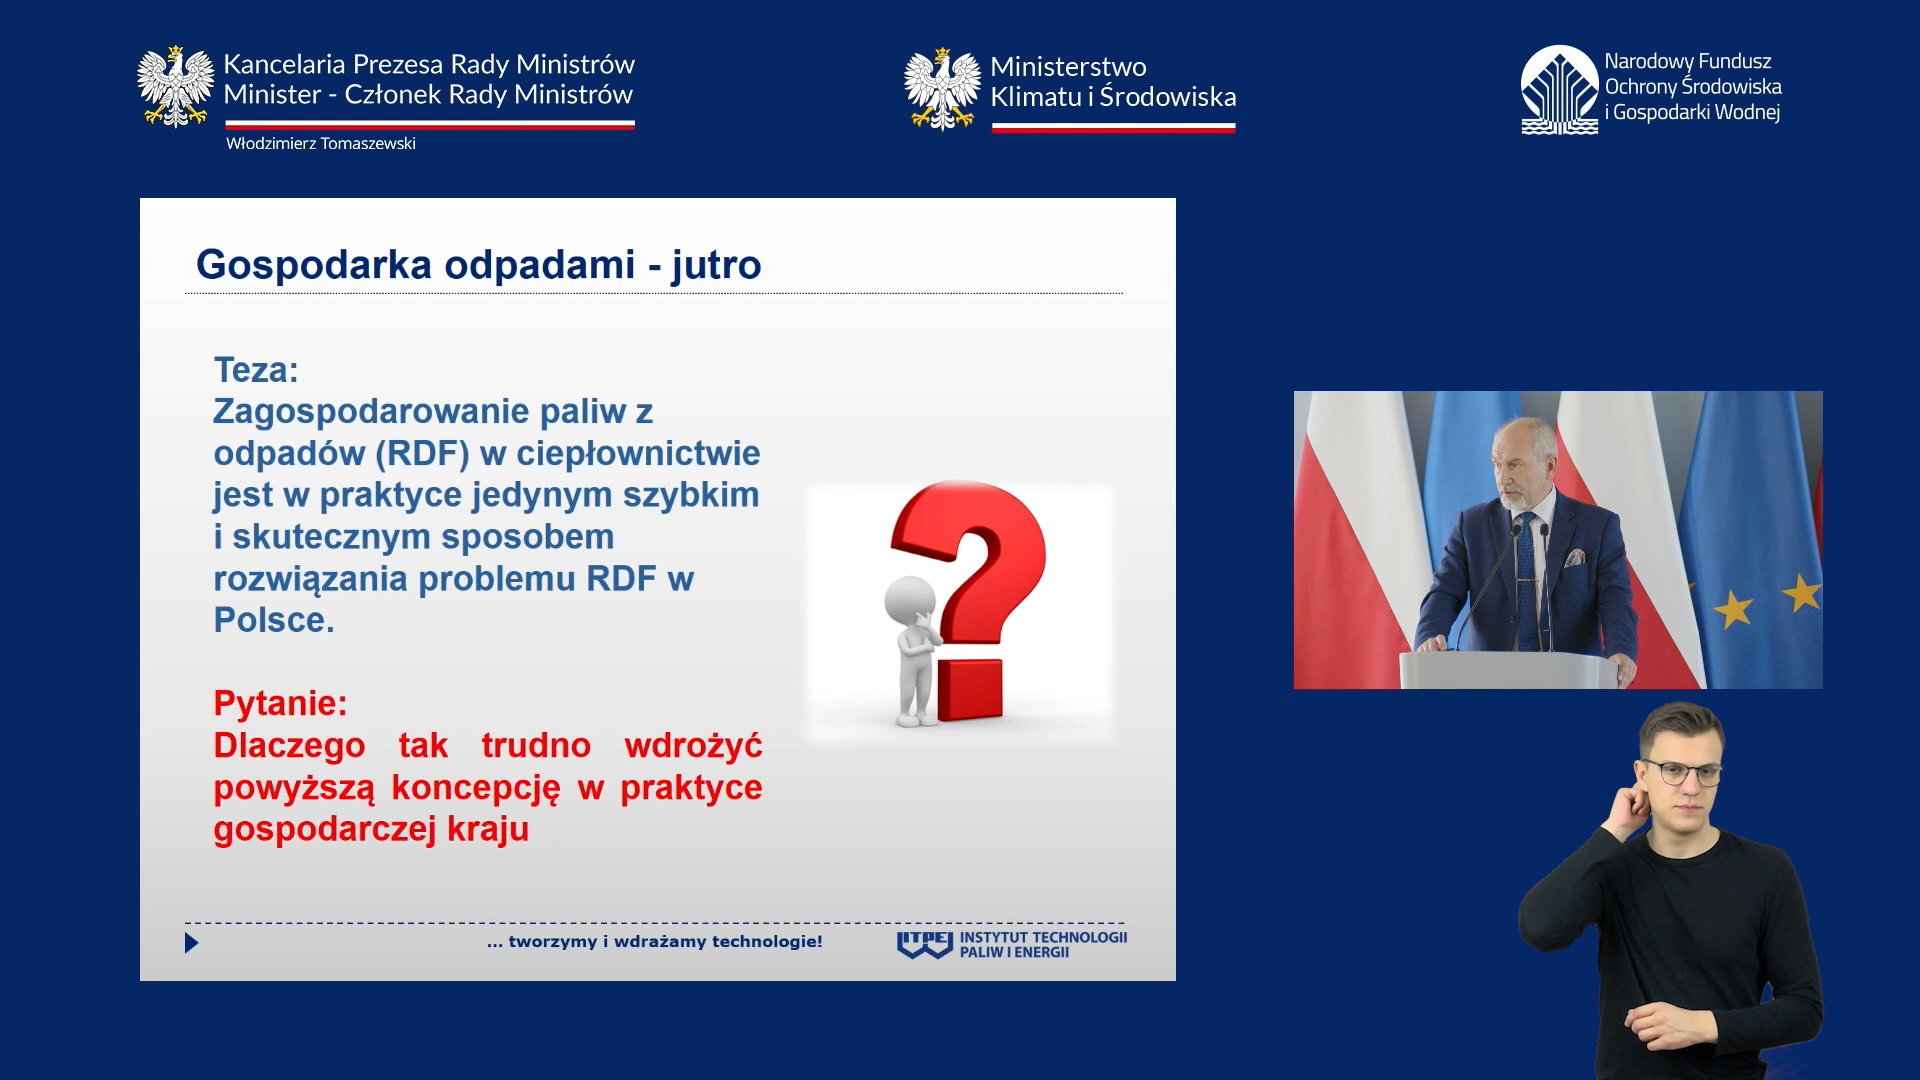 Kancelaria Prezesa Rady Ministrów
Minister - Członek Rady Ministrów
Włodzimierz Tomaszewski
Ministerstwo
Klimatu i Środowiska
Narodowy Fundusz
Ochrony Środowiska
i Gospodarki Wodnej
Gospodarka odpadami - jutro
Teza:
Zagospodarowanie paliw z
odpadów (RDF) w ciepłownictwie
jest w praktyce jedynym szybkim
i skutecznym sposobem
rozwiązania problemu RDF w
Polsce.
Pytanie:
Dlaczego tak trudno wdrożyć
powyższą koncepcję w praktyce
gospodarczej kraju
... tworzymy i wdrażamy technologie!
ITPE
INSTYTUT TECHNOLOGII
PALIW I ENERGII